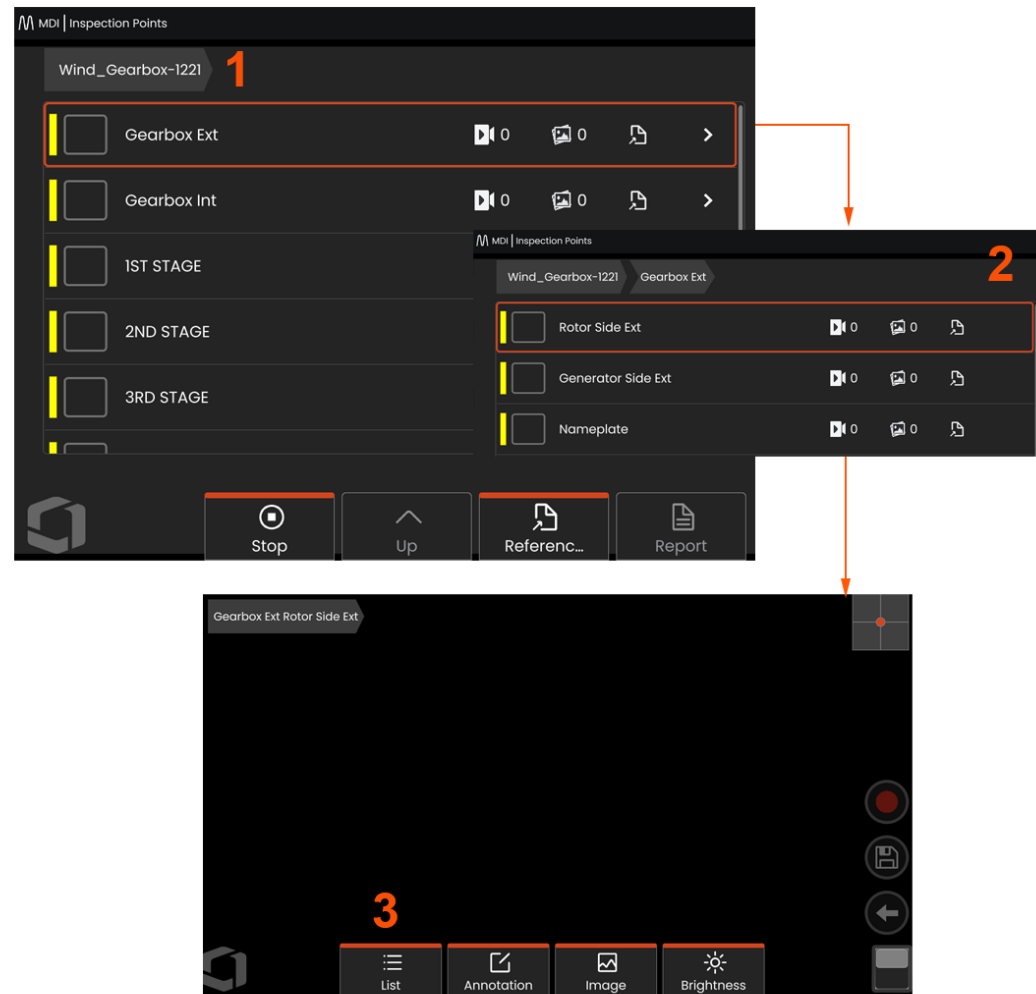 MDI | Inspection Points
Wind_Gearbox-1221
1
Gearbox Ext 0 0
Gearbox Int 0 0
1ST STAGE
2ND STAGE
3RD STAGE
Stop
Up
Referenc...
Report
MDI | Inspection Points
2
Wind_Gearbox-1221 Gearbox Ext
Rotor Side Ext 0 0
Generator Side Ext 0 0
Nameplate 0 0
Gearbox Ext Rotor Side Ext
3
List
Annotation
Image
Brightness